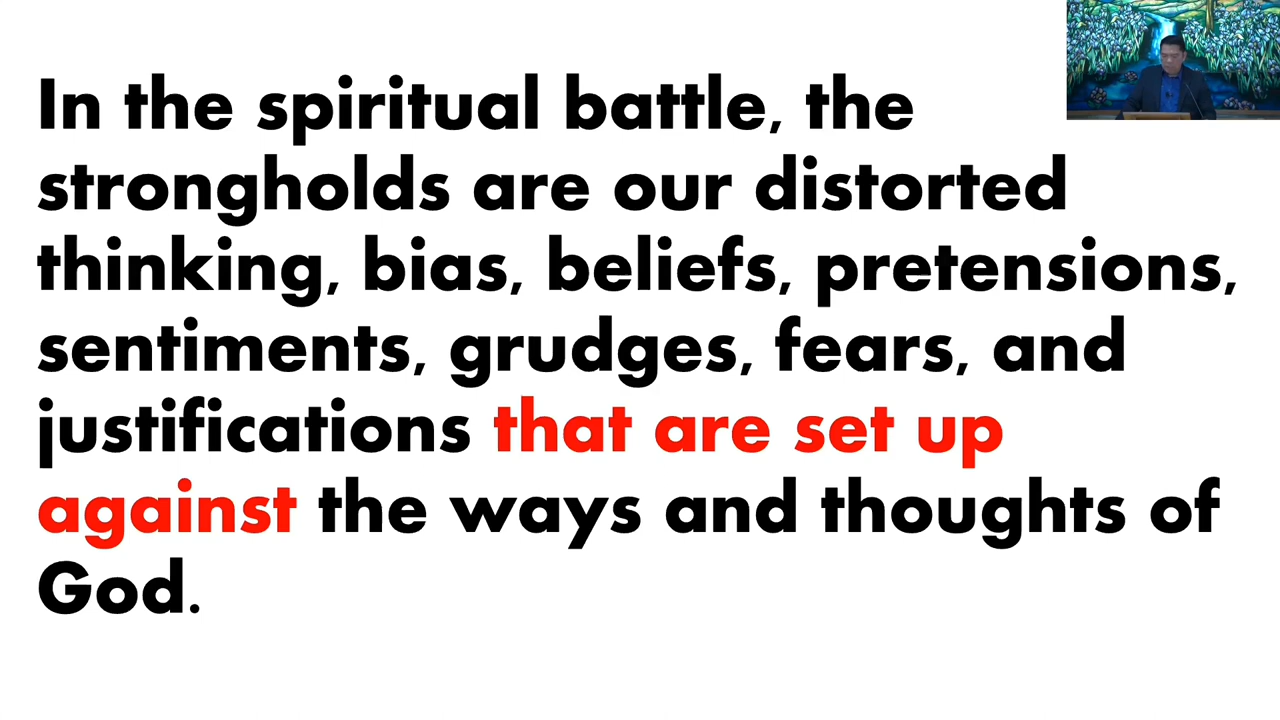 In the spiritual battle, the
strongholds are our distorted
thinking, bias, beliefs, pretensions,
sentiments, grudges, fears, and
justifications that are set up
against the ways and thoughts of
God.